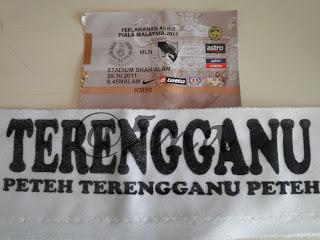 PERLAWANAN AKHIR
PIALA MALAYSIA 2011
MLN
STADIUM SHAH ALAM
29.10.2011
8.45MALAM
RM50
astro
lotto
TERENGGANU
PETEH TERENGGANU PETEH